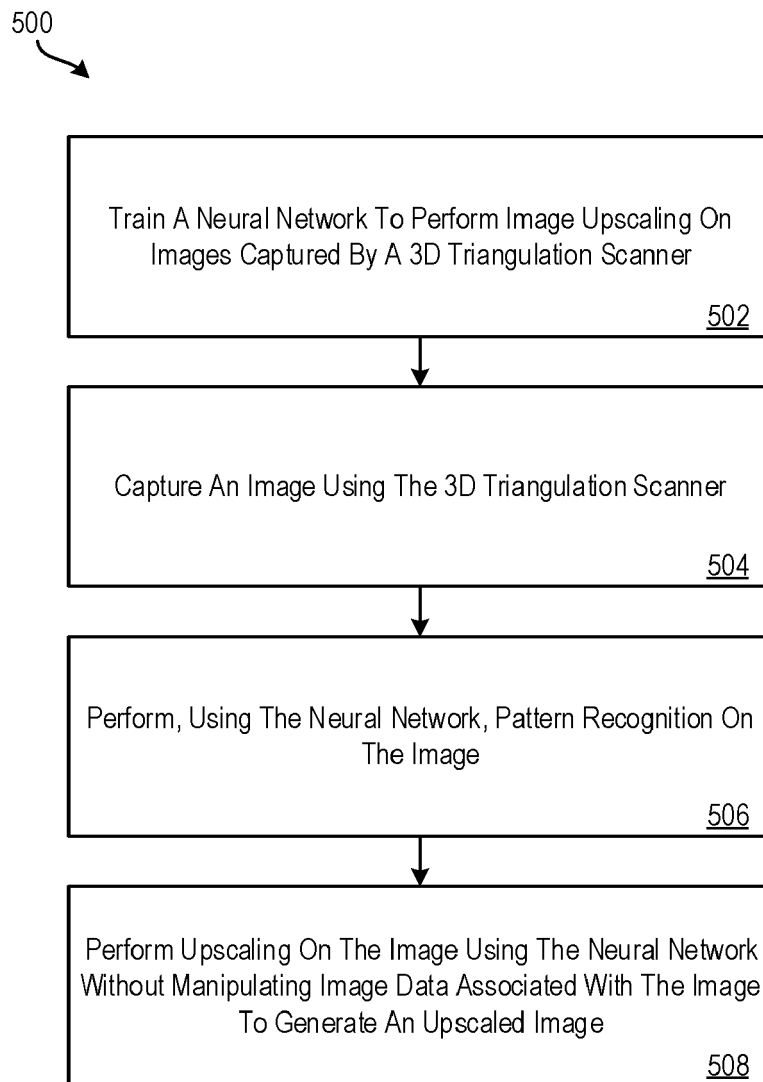 500
Train A Neural Network To Perform Image Upscaling On
Images Captured By A 3D Triangulation Scanner
502
Capture An Image Using The 3D Triangulation Scanner
504
Perform, Using The Neural Network, Pattern Recognition On
The Image
506
Perform Upscaling On The Image Using The Neural Network
Without Manipulating Image Data Associated With The Image
To Generate An Upscaled Image
508